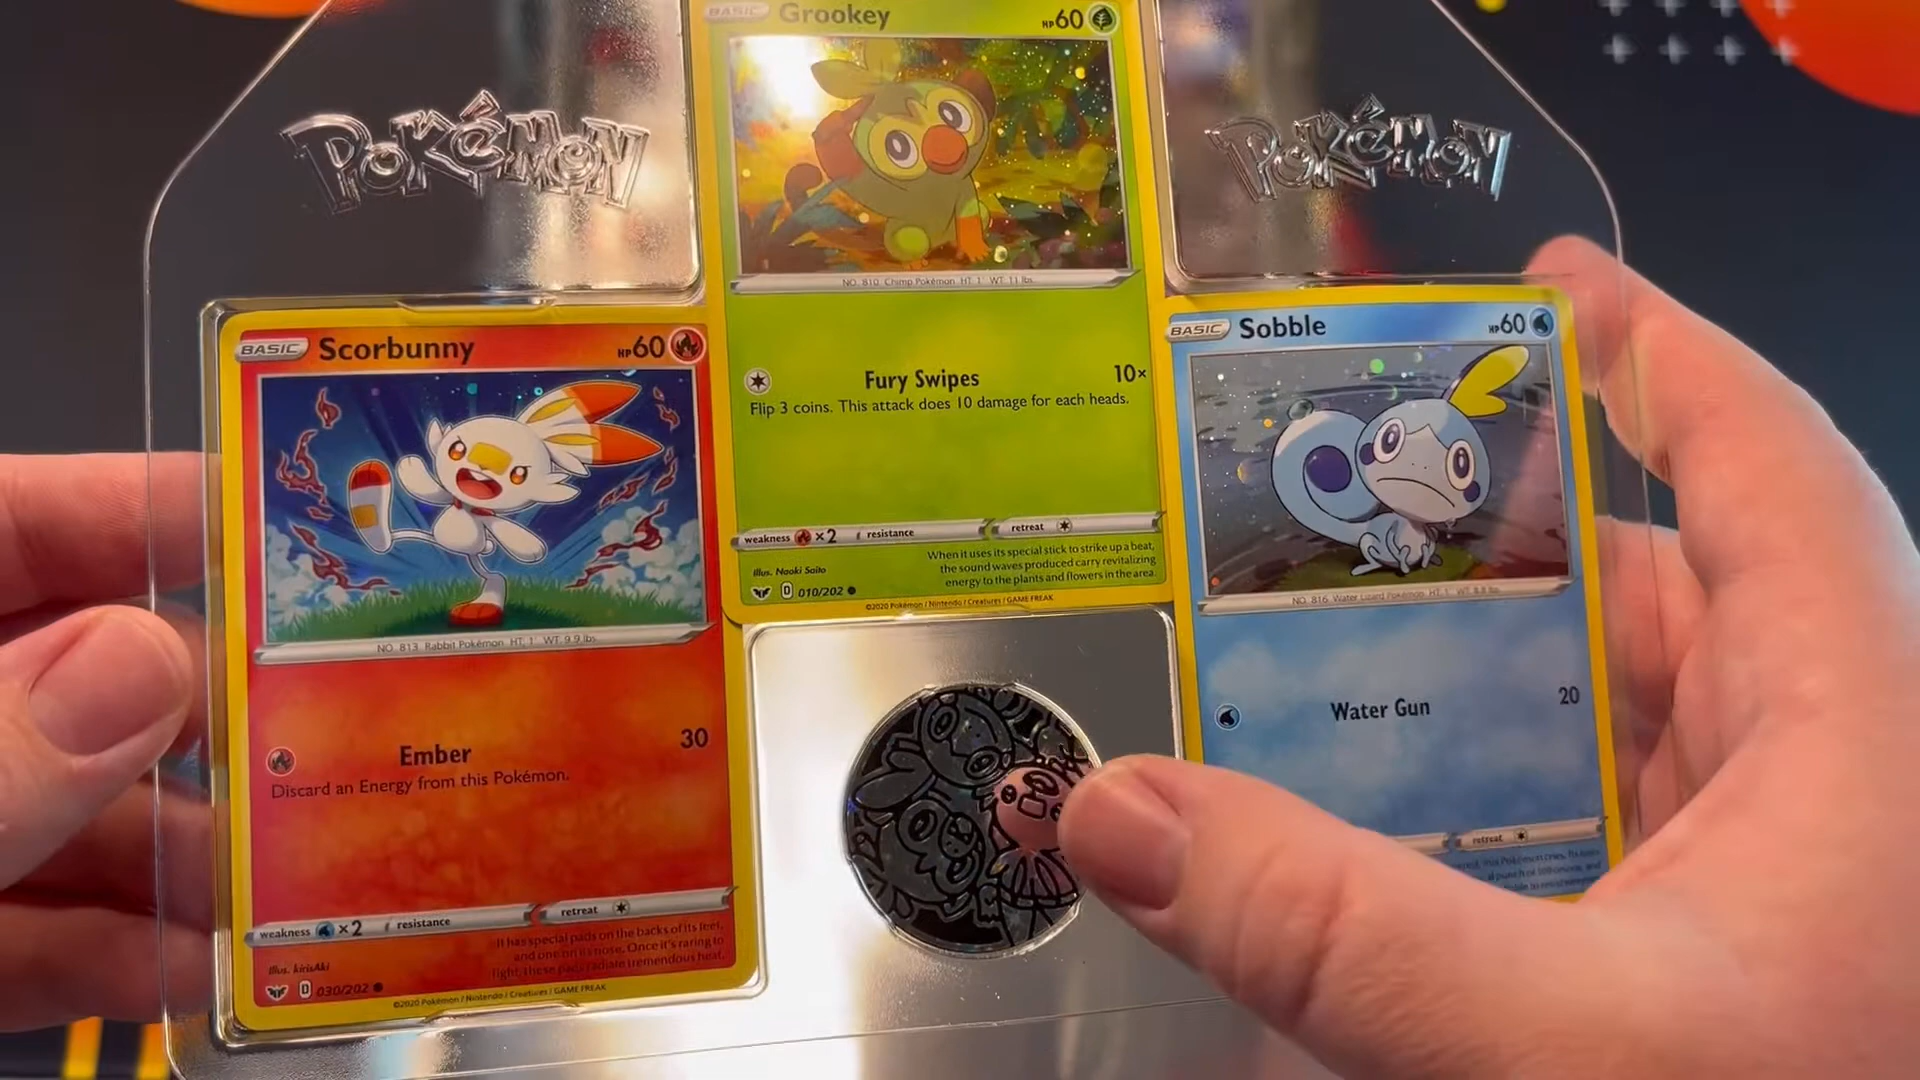 POKéMON
POKéMON
BASIC Grookey HP60
NO. 810 Chimp Pokémon HT: 1' WT: 11 lbs.
Fury Swipes 10×
Flip 3 coins. This attack does 10 damage for each heads.
weakness ×2 resistance retreat
When it uses its special stick to strike up a beat,
the sound waves produced carry revitalizing
energy to the plants and flowers in the area.
Illus. Naoki Saito
D 010/202
©2020 Pokémon / Nintendo / Creatures / GAME FREAK
BASIC Scorbunny HP60
NO. 813 Rabbit Pokémon HT: 1' WT: 9.9 lbs.
Ember 30
Discard an Energy from this Pokémon.
weakness ×2 resistance retreat
It has special pads on the backs of its feet,
and one on its nose. Once it's raring to
fight, these pads radiate tremendous heat.
Illus. kirisAki
D 030/202
©2020 Pokémon / Nintendo / Creatures / GAME FREAK
BASIC Sobble HP60
NO. 816 Water Lizard Pokémon HT: 1' WT: 8.8 lbs.
Water Gun 20
retreat